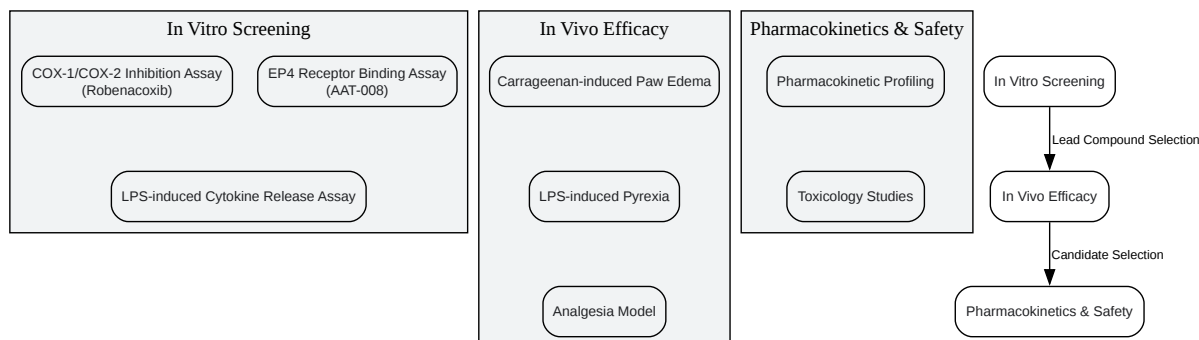 In Vitro Screening
COX-1/COX-2 Inhibition Assay
(Robenacoxib)
EP4 Receptor Binding Assay
(AAT-008)
LPS-induced Cytokine Release Assay
In Vivo Efficacy
Carrageenan-induced Paw Edema
LPS-induced Pyrexia
Analgesia Model
Pharmacokinetics & Safety
Pharmacokinetic Profiling
Toxicology Studies
In Vitro Screening
Lead Compound Selection
In Vivo Efficacy
Candidate Selection
Pharmacokinetics & Safety